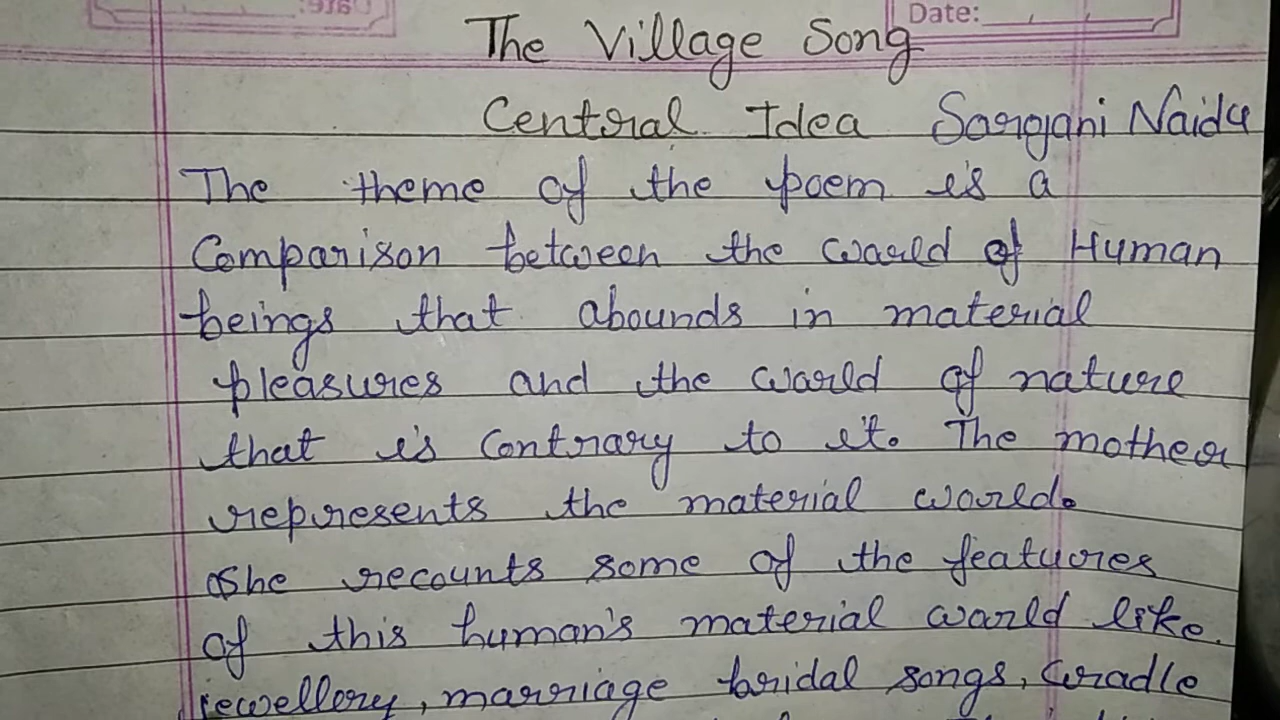 Date:
The Village Song
Central Idea Sarojani Naidu
The theme of the poem is a
Comparison between the world of Human
beings that abounds in material
pleasures and the world of nature
that is contrary to it. The mother
represents the material world.
She recounts some of the features
of this human's material world like
jewellery, marriage bridal songs, cradle